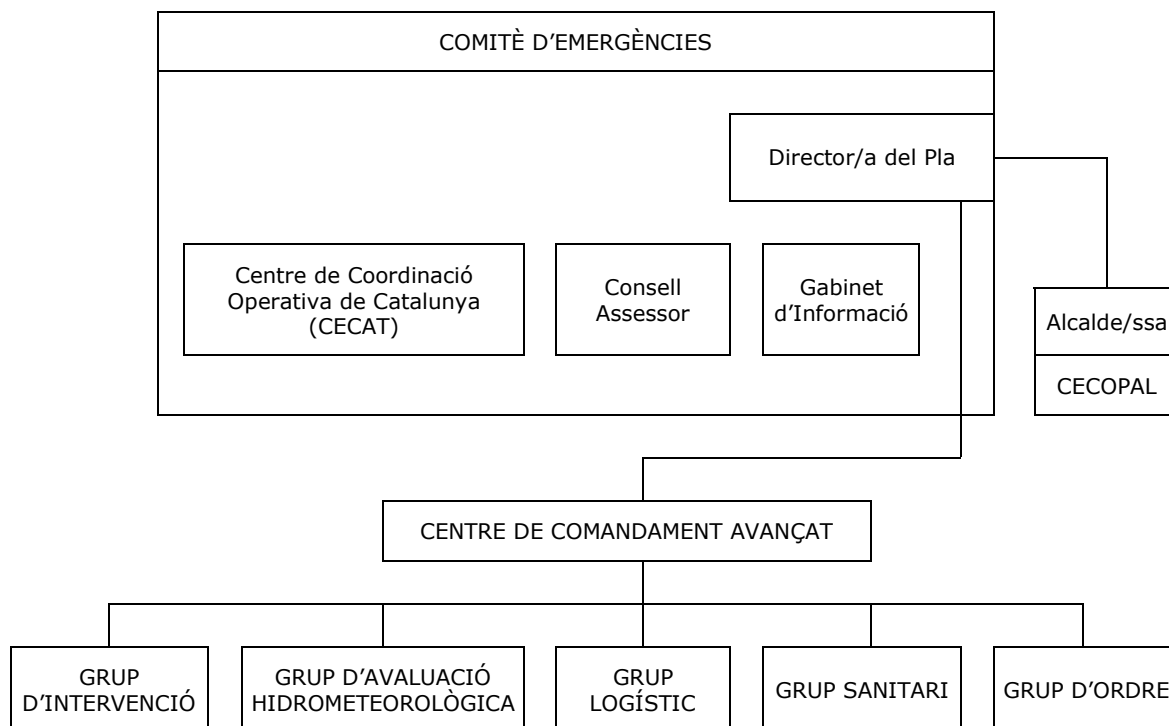 COMITÈ D’EMERGÈNCIES
Director/a del Pla
Centre de Coordinació
Operativa de Catalunya
(CECAT)
Consell
Assessor
Gabinet
d’Informació
Alcalde/ssa
CECOPAL
CENTRE DE COMANDAMENT AVANÇAT
GRUP
D’INTERVENCIÓ
GRUP D’AVALUACIÓ
HIDROMETEOROLÒGICA
GRUP
LOGÍSTIC
GRUP SANITARI
GRUP D’ORDRE